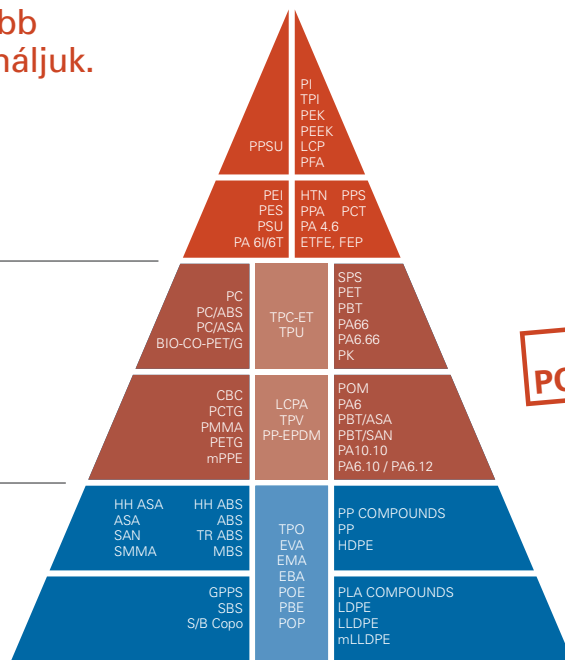 PPSU
PI
TPI
PEK
PEEK
LCP
PFA
PEI
PES
PSU
PA 6I/6T
HTN PPS
PPA PCT
PA 4.6
ETFE, FEP
PC
PC/ABS
PC/ASA
BIO-CO-PET/G
TPC-ET
TPU
SPS
PET
PBT
PA66
PA6.66
PK
CBC
PCTG
PMMA
PETG
mPPE
LCPA
TPV
PP-EPDM
POM
PA6
PBT/ASA
PBT/SAN
PA10.10
PA6.10 / PA6.12
HH ASA HH ABS
ASA ABS
SAN TR ABS
SMMA MBS
TPO
EVA
EMA
EBA
POE
PBE
POP
PP COMPOUNDS
PP
HDPE
GPPS
SBS
S/B Copo
PLA COMPOUNDS
LDPE
LLDPE
mLLDPE